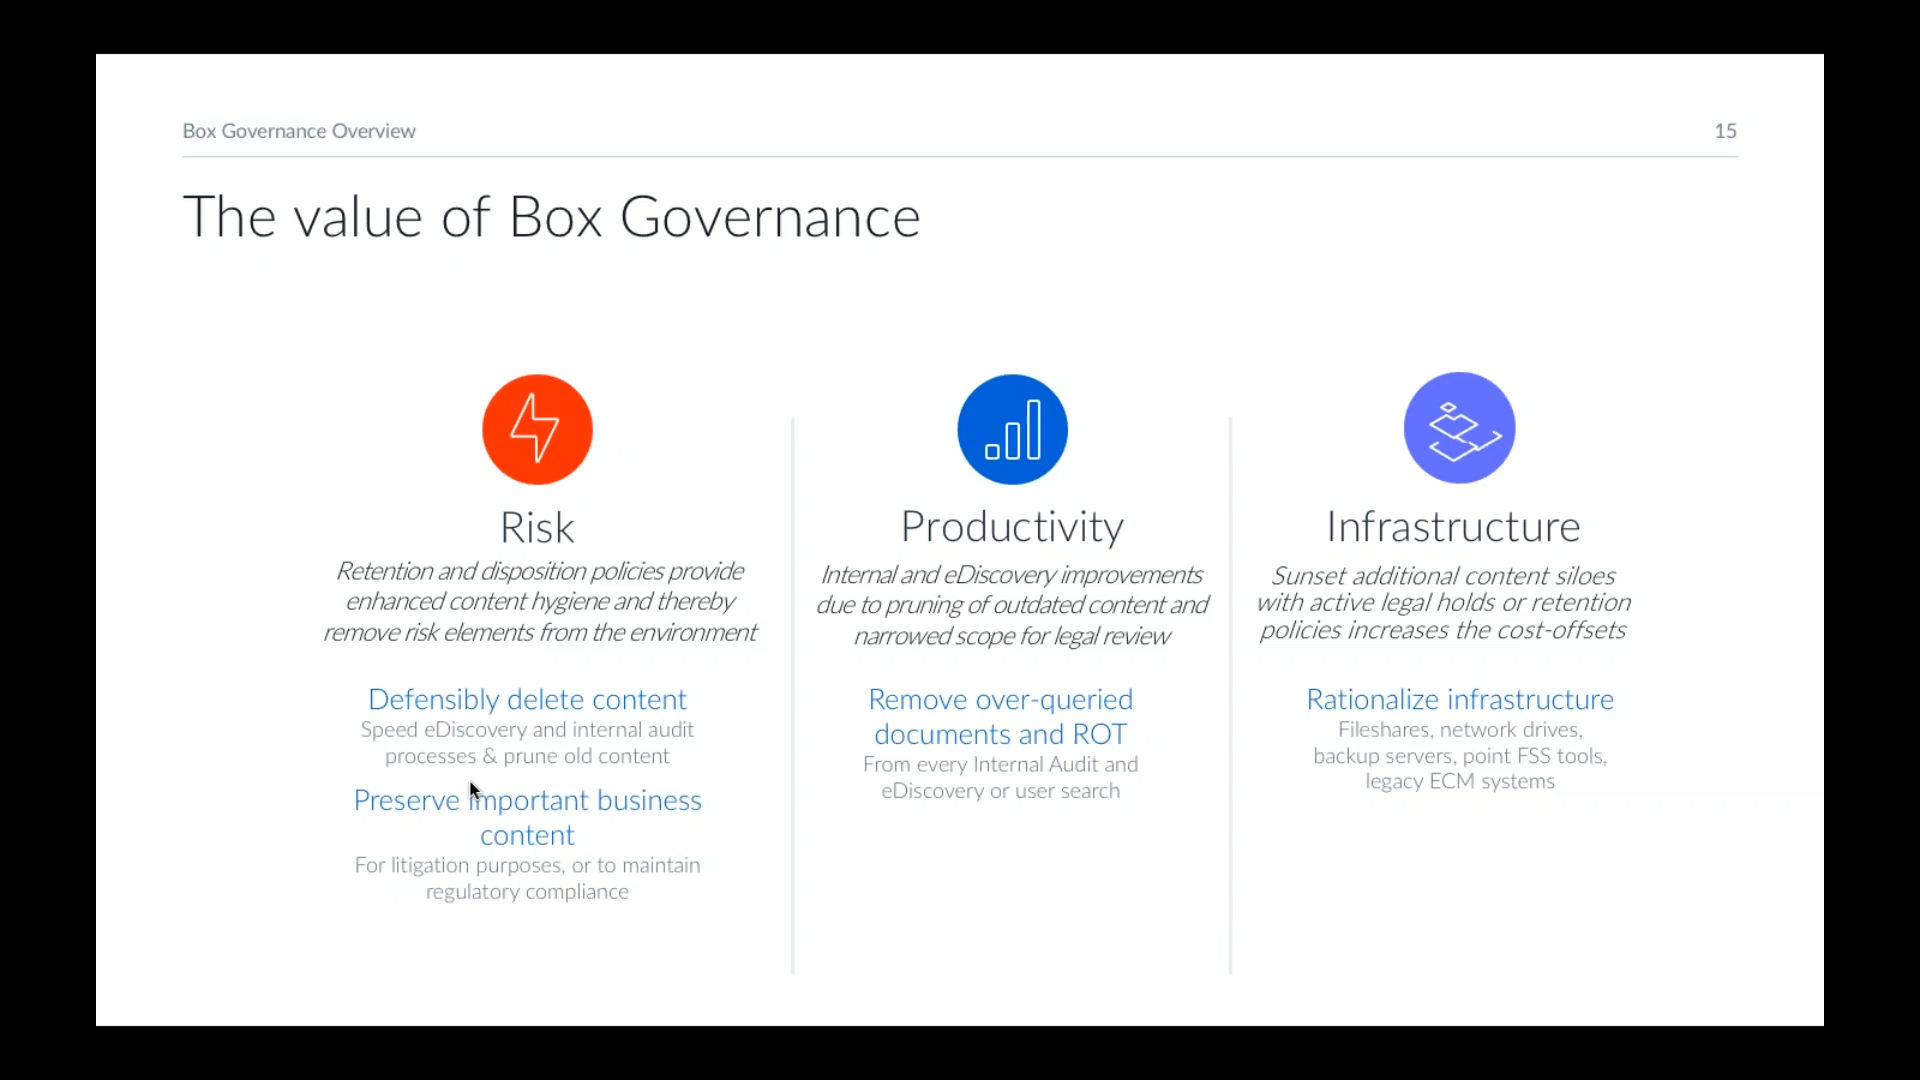 Box Governance Overview
15
The value of Box Governance
Risk
Retention and disposition policies provide
enhanced content hygiene and thereby
remove risk elements from the environment
Defensibly delete content
Speed eDiscovery and internal audit
processes & prune old content
Preserve important business
content
For litigation purposes, or to maintain
regulatory compliance
Productivity
Internal and eDiscovery improvements
due to pruning of outdated content and
narrowed scope for legal review
Remove over-queried
documents and ROT
From every Internal Audit and
eDiscovery or user search
Infrastructure
Sunset additional content siloes
with active legal holds or retention
policies increases the cost-offsets
Rationalize infrastructure
Fileshares, network drives,
backup servers, point FSS tools,
legacy ECM systems